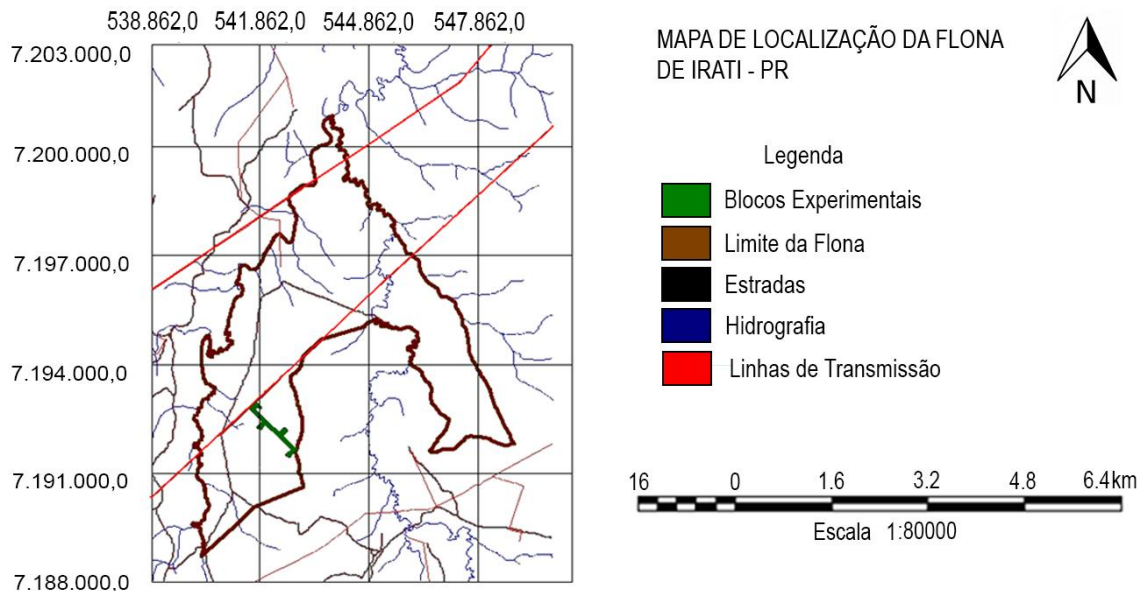 538.862,0 541.862,0 544.862,0 547.862,0
7.203.000,0
7.200.000,0
7.197.000,0
7.194.000,0
7.191.000,0
7.188.000,0
MAPA DE LOCALIZAÇÃO DA FLONA
DE IRATI - PR
N
Legenda
Blocos Experimentais
Limite da Flona
Estradas
Hidrografia
Linhas de Transmissão
16 0 1.6 3.2 4.8 6.4km
Escala 1:80000